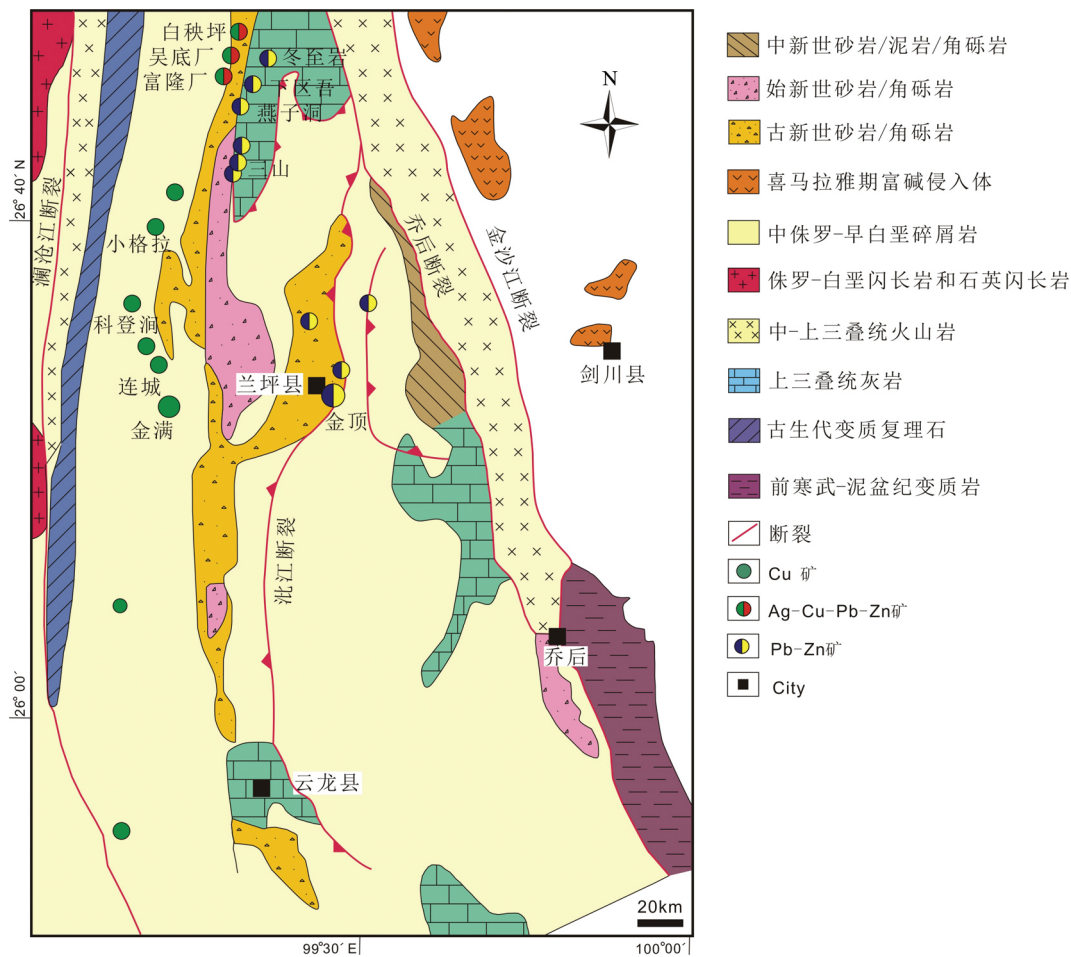 白秧坪
吴底厂
富隆厂
冬至岩
下区吾
燕子洞
三山
N
26°40′N
澜沧江断裂
小格拉
科登涧
连城
金满
兰坪县
金顶
乔后断裂
金沙江断裂
剑川县
沘江断裂
26°00′
乔后
云龙县
20km
99°30′E
100°00′
中新世砂岩/泥岩/角砾岩
始新世砂岩/角砾岩
古新世砂岩/角砾岩
喜马拉雅期富碱侵入体
中侏罗-早白垩碎屑岩
侏罗-白垩闪长岩和石英闪长岩
中-上三叠统火山岩
上三叠统灰岩
古生代变质复理石
前寒武-泥盆纪变质岩
断裂
Cu 矿
Ag-Cu-Pb-Zn矿
Pb-Zn矿
City